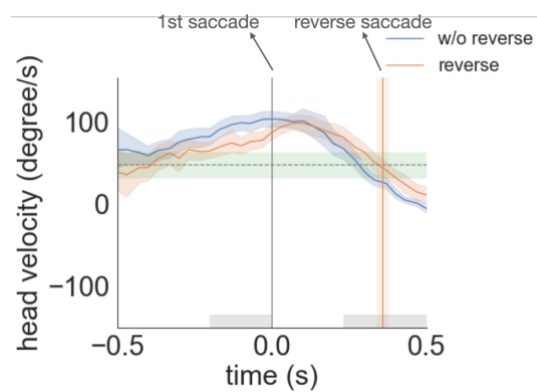 1st saccade reverse saccade
w/o reverse
reverse
head velocity (degree/s)
100
0
−100
−0.5 0.0 0.5
time (s)